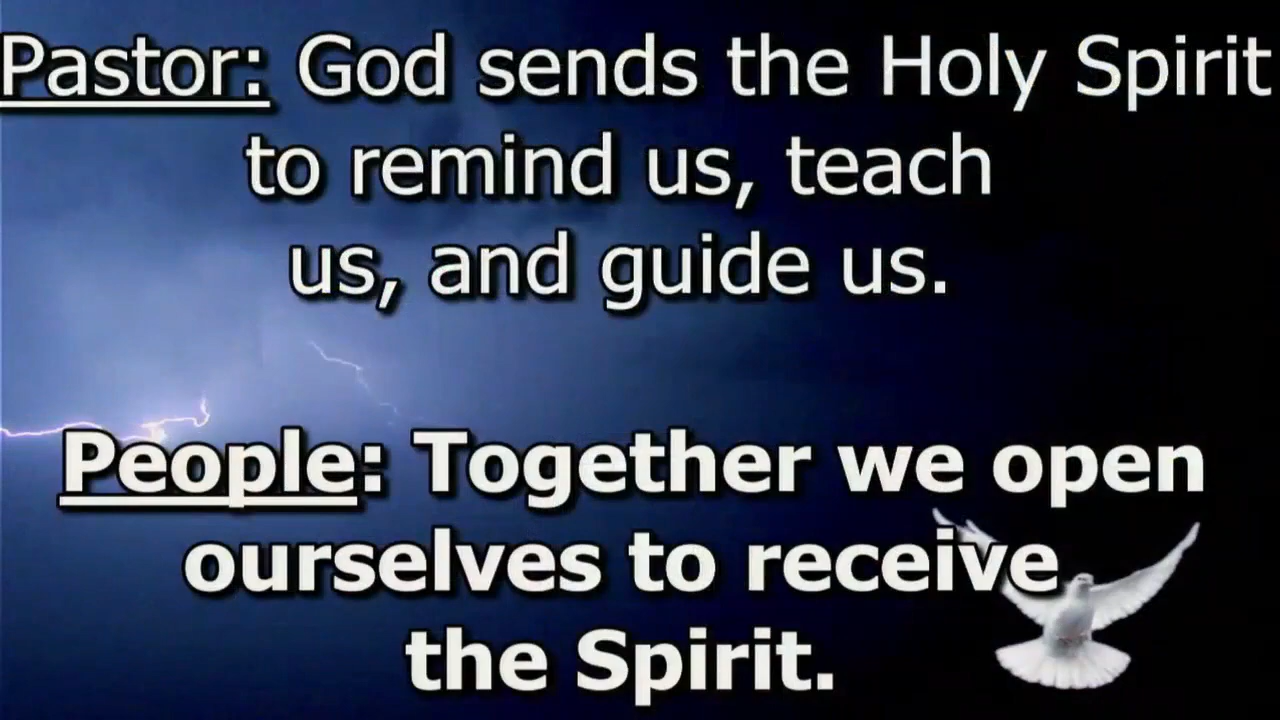 Pastor: God sends the Holy Spirit
to remind us, teach
us, and guide us.
People: Together we open
ourselves to receive
the Spirit.